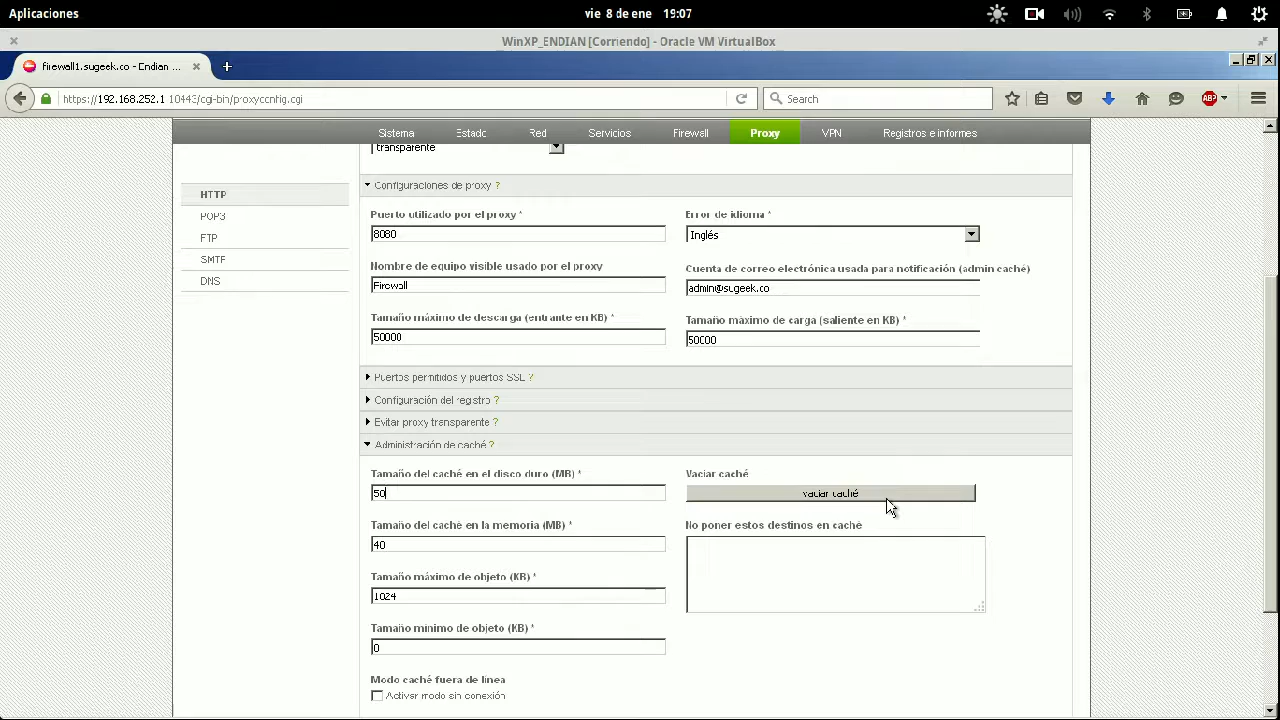 Aplicaciones
vie 8 de ene 19:07
WinXP_ENDIAN [Corriendo] - Oracle VM VirtualBox
firewall1.sugeek.co - Endian ...
https://192.168.252.1:10443/cgi-bin/proxyconfig.cgi
Search
ABP
Sistema
Estado
Red
Servicios
Firewall
Proxy
VPN
Registros e informes
transparente
HTTP
POP3
FTP
SMTP
DNS
Configuraciones de proxy ?
Puerto utilizado por el proxy *
Error de idioma *
8080
Inglés
Nombre de equipo visible usado por el proxy
Cuenta de correo electrónica usada para notificación (admin caché)
Firewall
admin@sugeek.co
Tamaño máximo de descarga (entrante en KB) *
Tamaño máximo de carga (saliente en KB) *
50000
50000
Puertos permitidos y puertos SSL ?
Configuración del registro ?
Evitar proxy transparente ?
Administración de caché ?
Tamaño del caché en el disco duro (MB) *
Vaciar caché
50
vaciar caché
Tamaño del caché en la memoria (MB) *
No poner estos destinos en caché
40
Tamaño máximo de objeto (KB) *
1024
Tamaño mínimo de objeto (KB) *
0
Modo caché fuera de línea
Activar modo sin conexión